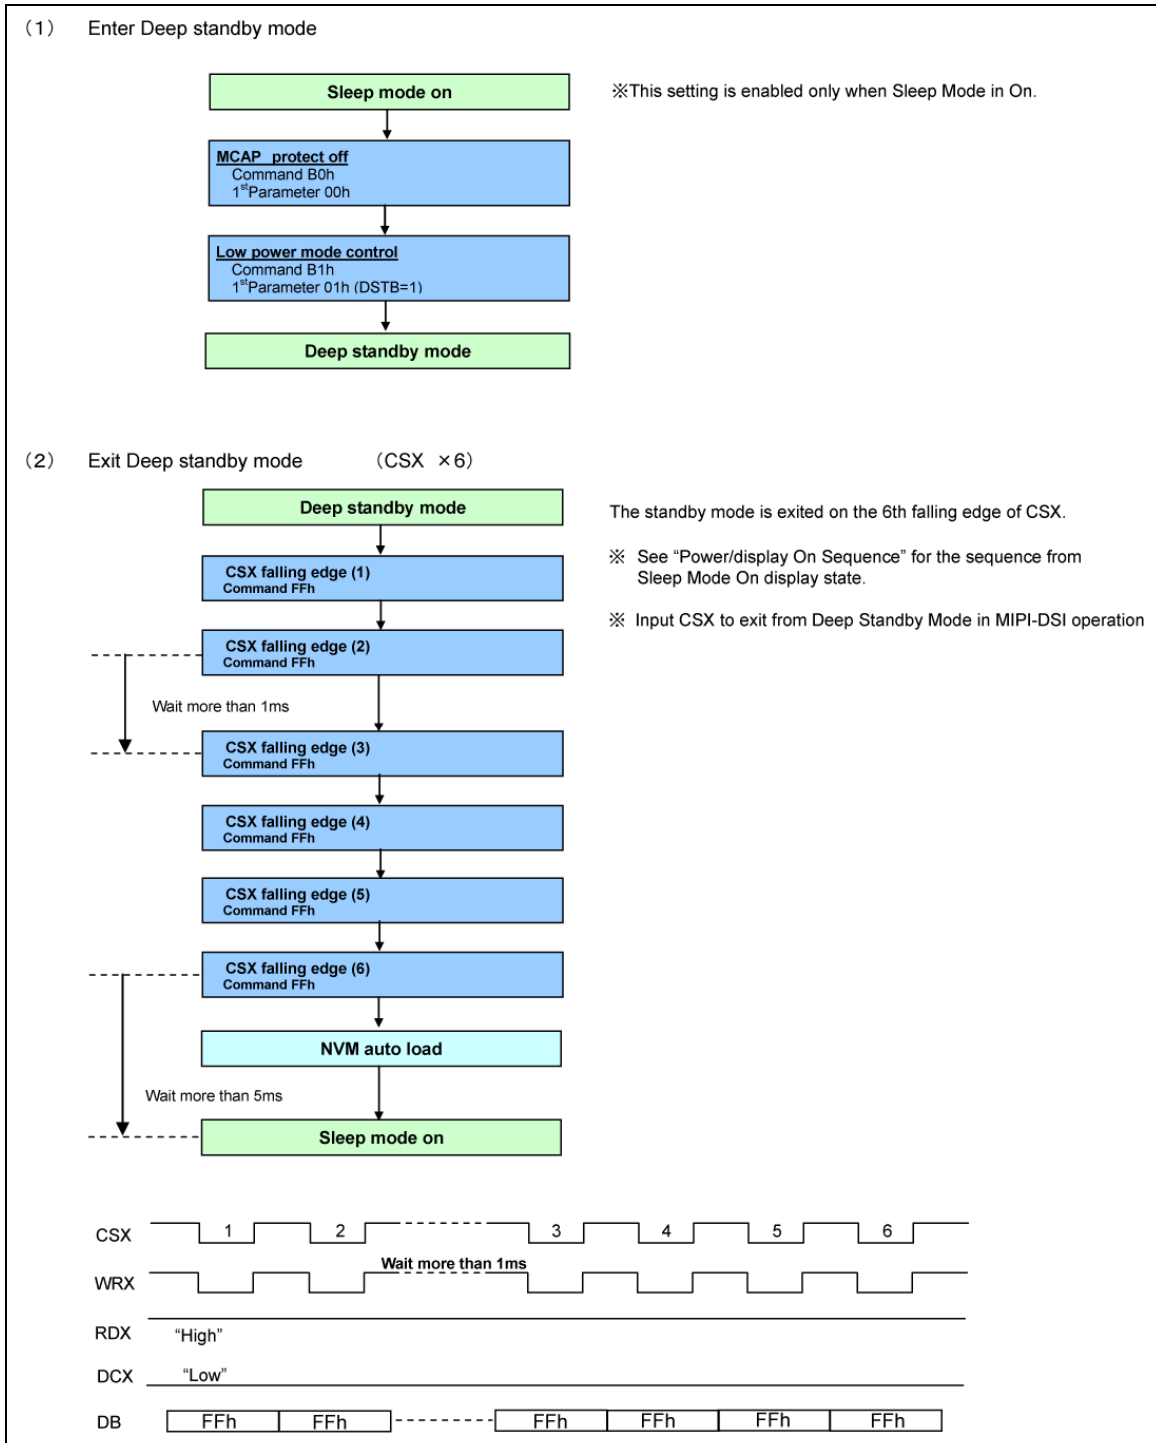 （1） Enter Deep standby mode
Sleep mode on
※This setting is enabled only when Sleep Mode in On.
MCAP protect off
Command B0h
1stParameter 00h
Low power mode control
Command B1h
1stParameter 01h (DSTB=1)
Deep standby mode
（2） Exit Deep standby mode （CSX ×6）
Deep standby mode
The standby mode is exited on the 6th falling edge of CSX.
CSX falling edge (1)
Command FFh
※ See “Power/display On Sequence” for the sequence from
Sleep Mode On display state.
※ Input CSX to exit from Deep Standby Mode in MIPI-DSI operation
CSX falling edge (2)
Command FFh
Wait more than 1ms
CSX falling edge (3)
Command FFh
CSX falling edge (4)
Command FFh
CSX falling edge (5)
Command FFh
CSX falling edge (6)
Command FFh
NVM auto load
Wait more than 5ms
Sleep mode on
CSX 1 2 3 4 5 6
Wait more than 1ms
WRX
RDX “High”
DCX “Low”
DB FFh FFh FFh FFh FFh FFh